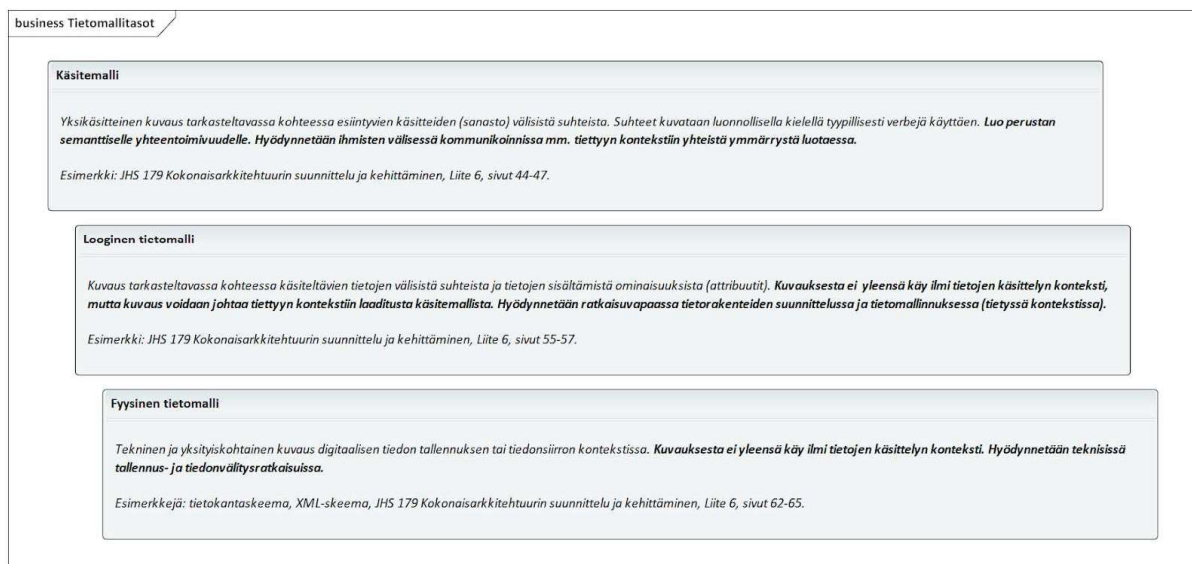 business Tietomallitasot
Käsitemalli
Yksikäsitteinen kuvaus tarkasteltavassa kohteessa esiintyvien käsitteiden (sanasto) välisistä suhteista. Suhteet kuvataan luonnollisella kielellä tyypillisesti verbejä käyttäen. Luo perustan
semanttiselle yhteentoimivuudelle. Hyödynnetään ihmisten välisessä kommunikoinnissa mm. tiettyyn kontekstiin yhteistä ymmärrystä luotaessa.
Esimerkki: JHS 179 Kokonaisarkkitehtuurin suunnittelu ja kehittäminen, Liite 6, sivut 44-47.
Looginen tietomalli
Kuvaus tarkasteltavassa kohteessa käsiteltävien tietojen välisistä suhteista ja tietojen sisältämistä ominaisuuksista (attribuutit). Kuvauksesta ei yleensä käy ilmi tietojen käsittelyn konteksti,
mutta kuvaus voidaan johtaa tiettyyn kontekstiin laaditusta käsitemallista. Hyödynnetään ratkaisuvapaassa tietorakenteiden suunnittelussa ja tietomallinnuksessa (tietyssä kontekstissa).
Esimerkki: JHS 179 Kokonaisarkkitehtuurin suunnittelu ja kehittäminen, Liite 6, sivut 55-57.
Fyysinen tietomalli
Tekninen ja yksityiskohtainen kuvaus digitaalisen tiedon tallennuksen tai tiedonsiirron kontekstissa. Kuvauksesta ei yleensä käy ilmi tietojen käsittelyn konteksti. Hyödynnetään teknisissä
tallennus- ja tiedonvälitysratkaisuissa.
Esimerkkejä: tietokantaskeema, XML-skeema, JHS 179 Kokonaisarkkitehtuurin suunnittelu ja kehittäminen, Liite 6, sivut 62-65.